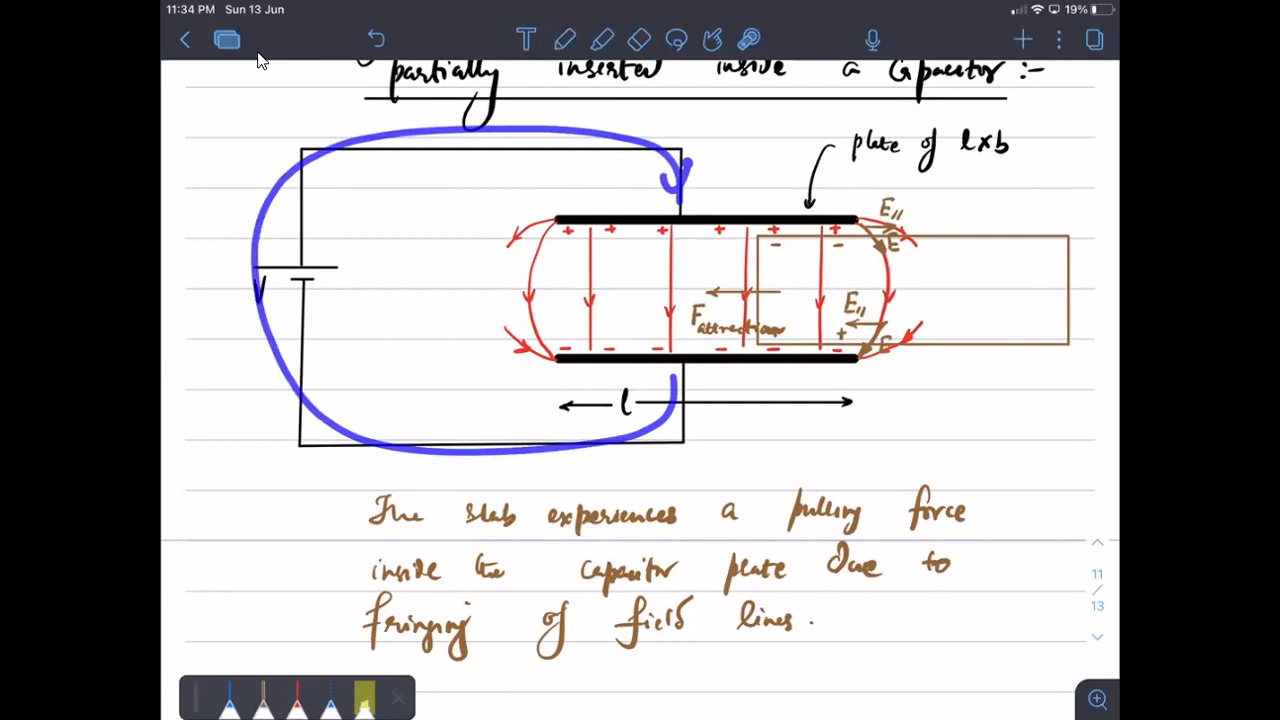 11:34 PM Sun 13 Jun 19%
T
partially inserted inside a Capacitor :-
plate of l x b
E//
+ + + + + +
- -
E
V
F attraction
E//
+
E
- - - - - -
l
11
/
13
The slab experiences a pulling force
inside the capacitor plate due to
fringing of field lines.